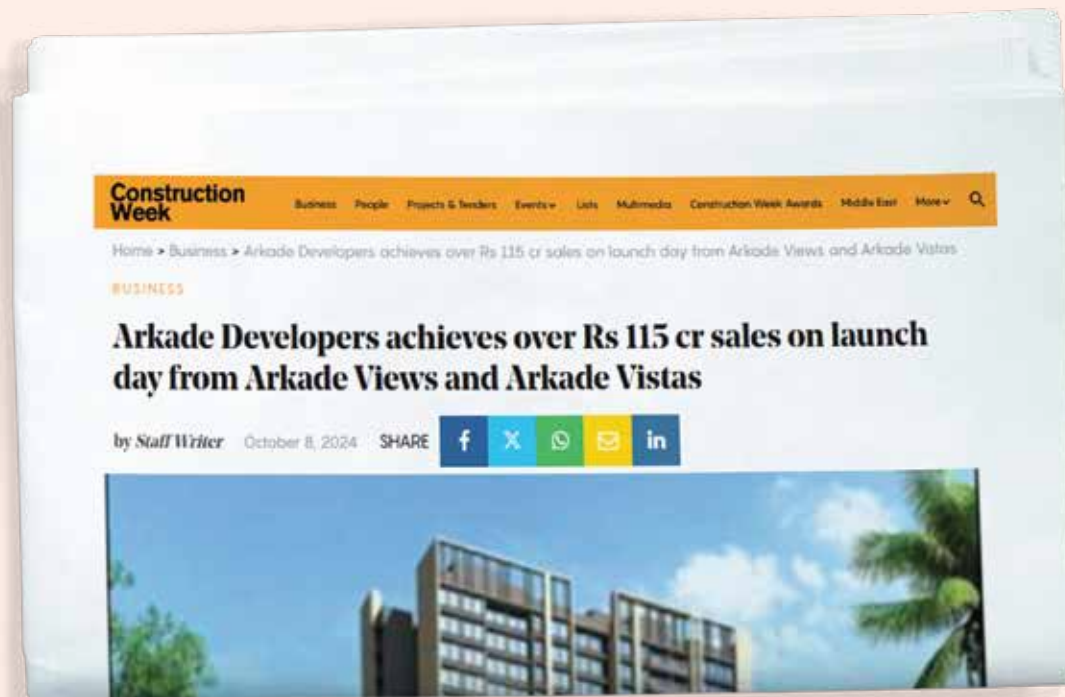 Construction
Week
Business People Projects & Tenders Events Lists Multimedia Construction Week Awards Middle East More
Home > Business > Arkade Developers achieves over Rs 115 cr sales on launch day from Arkade Views and Arkade Vistas
BUSINESS
Arkade Developers achieves over Rs 115 cr sales on launch
day from Arkade Views and Arkade Vistas
by Staff Writer October 8, 2024 SHARE f X in